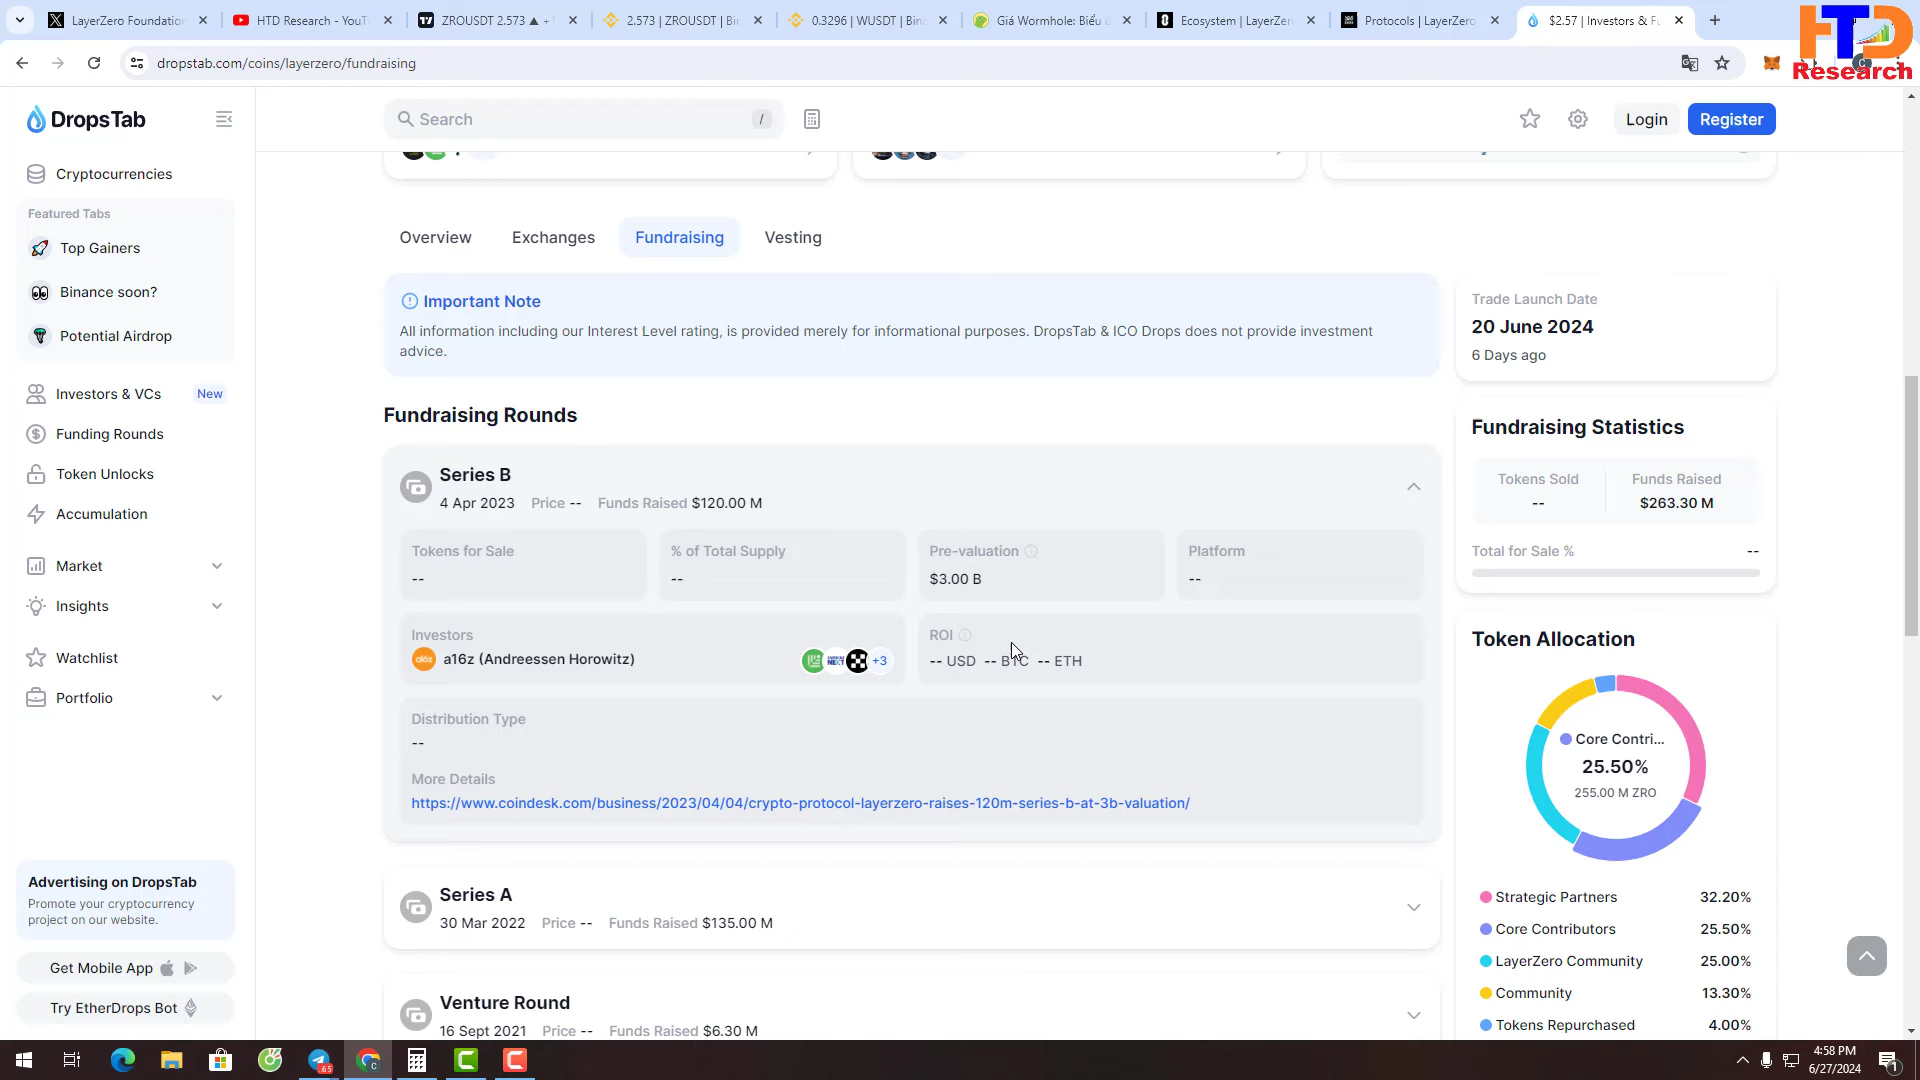 LayerZero Foundation
HTD Research - YouT
ZROUSDT 2.573 ▲ +1
2.573 | ZROUSDT | Bin
0.3296 | WUSDT | Bin
Giá Wormhole: Biểu
Ecosystem | LayerZer
Protocols | LayerZero
$2.57 | Investors & Fu
HTD
Research
dropstab.com/coins/layerzero/fundraising
DropsTab
Search
/
Login
Register
Cryptocurrencies
Featured Tabs
Top Gainers
Binance soon?
Potential Airdrop
Investors & VCs
New
Funding Rounds
Token Unlocks
Accumulation
Market
Insights
Watchlist
Portfolio
Advertising on DropsTab
Promote your cryptocurrency
project on our website.
Get Mobile App
Try EtherDrops Bot
Overview
Exchanges
Fundraising
Vesting
Important Note
All information including our Interest Level rating, is provided merely for informational purposes. DropsTab & ICO Drops does not provide investment
advice.
Fundraising Rounds
Series B
4 Apr 2023 Price -- Funds Raised $120.00 M
Tokens for Sale
--
% of Total Supply
--
Pre-valuation
$3.00 B
Platform
--
Investors
a16z (Andreessen Horowitz)
+3
ROI
-- USD -- BTC -- ETH
Distribution Type
--
More Details
https://www.coindesk.com/business/2023/04/04/crypto-protocol-layerzero-raises-120m-series-b-at-3b-valuation/
Series A
30 Mar 2022 Price -- Funds Raised $135.00 M
Venture Round
16 Sept 2021 Price -- Funds Raised $6.30 M
Trade Launch Date
20 June 2024
6 Days ago
Fundraising Statistics
Tokens Sold
--
Funds Raised
$263.30 M
Total for Sale % --
Token Allocation
Core Contri...
25.50%
255.00 M ZRO
Strategic Partners 32.20%
Core Contributors 25.50%
LayerZero Community 25.00%
Community 13.30%
Tokens Repurchased 4.00%
4:58 PM
6/27/2024